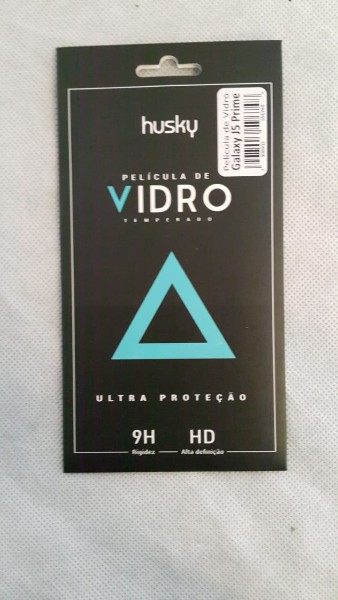 husky
Película de Vidro
Galaxy J5 Prime
PELÍCULA DE
VIDRO
TEMPERADO
ULTRA PROTEÇÃO
9H HD
Rigidez Alta definição